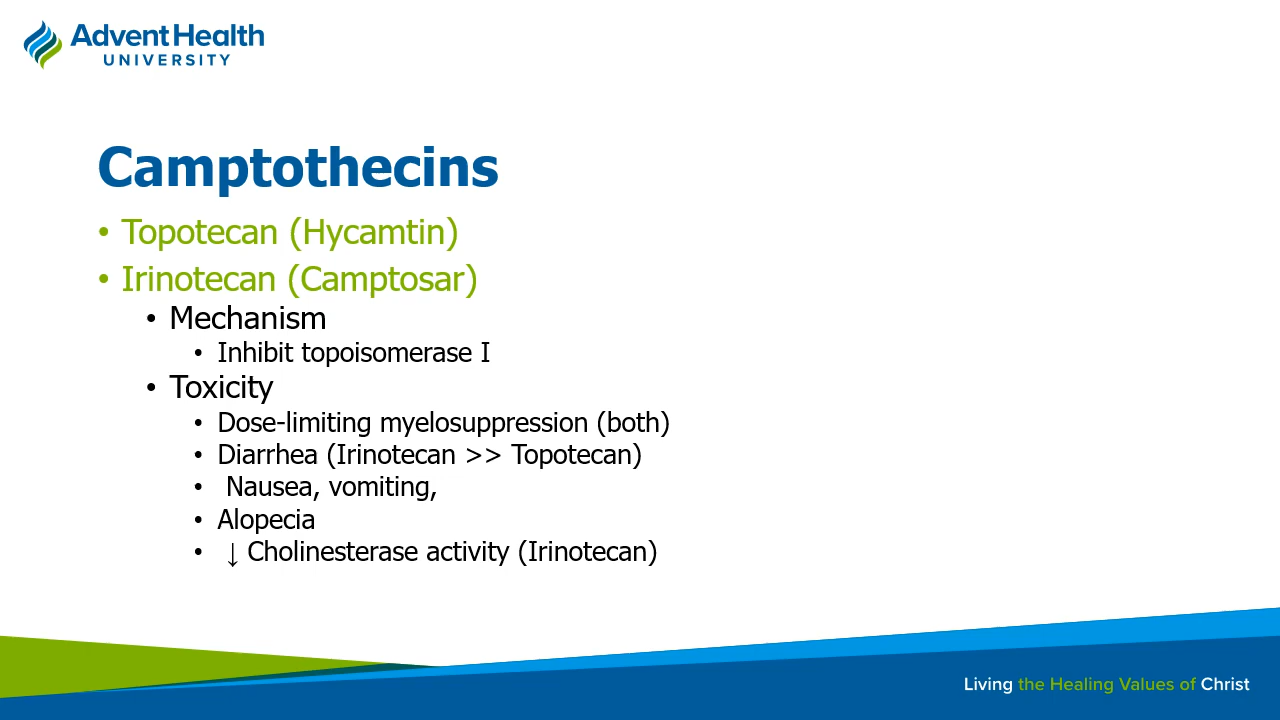 AdventHealth
UNIVERSITY
Camptothecins
• Topotecan (Hycamtin)
• Irinotecan (Camptosar)
• Mechanism
• Inhibit topoisomerase I
• Toxicity
• Dose-limiting myelosuppression (both)
• Diarrhea (Irinotecan >> Topotecan)
• Nausea, vomiting,
• Alopecia
• ↓ Cholinesterase activity (Irinotecan)
Living the Healing Values of Christ